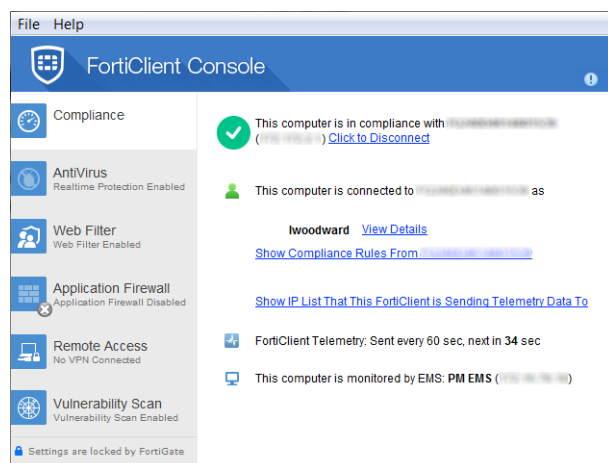 File Help
FortiClient Console
Compliance
AntiVirus
Realtime Protection Enabled
Web Filter
Web Filter Enabled
Application Firewall
Application Firewall Disabled
Remote Access
No VPN Connected
Vulnerability Scan
Vulnerability Scan Enabled
Settings are locked by FortiGate
This computer is in compliance with
( ) Click to Disconnect
This computer is connected to as
lwoodward View Details
Show Compliance Rules From
Show IP List That This FortiClient is Sending Telemetry Data To
FortiClient Telemetry: Sent every 60 sec, next in 34 sec
This computer is monitored by EMS: PM EMS ( )